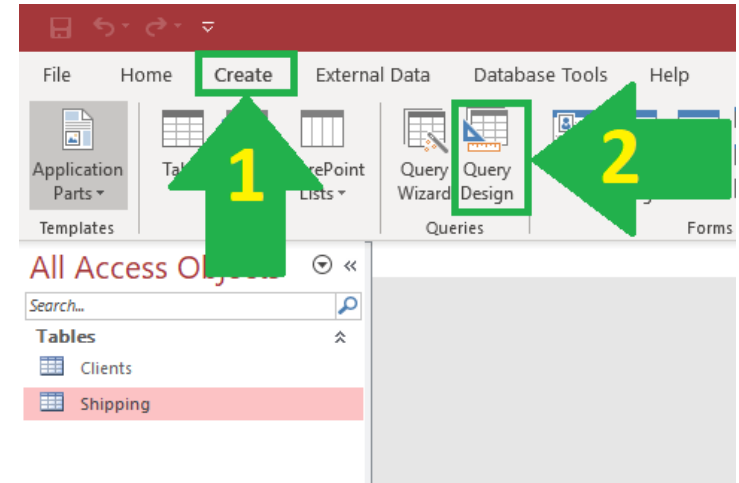 File Home Create External Data Database Tools Help
1
2
Application Parts
Lists
Query Wizard
Query Design
Templates
Queries
Forms
All Access
Search...
Tables
Clients
Shipping